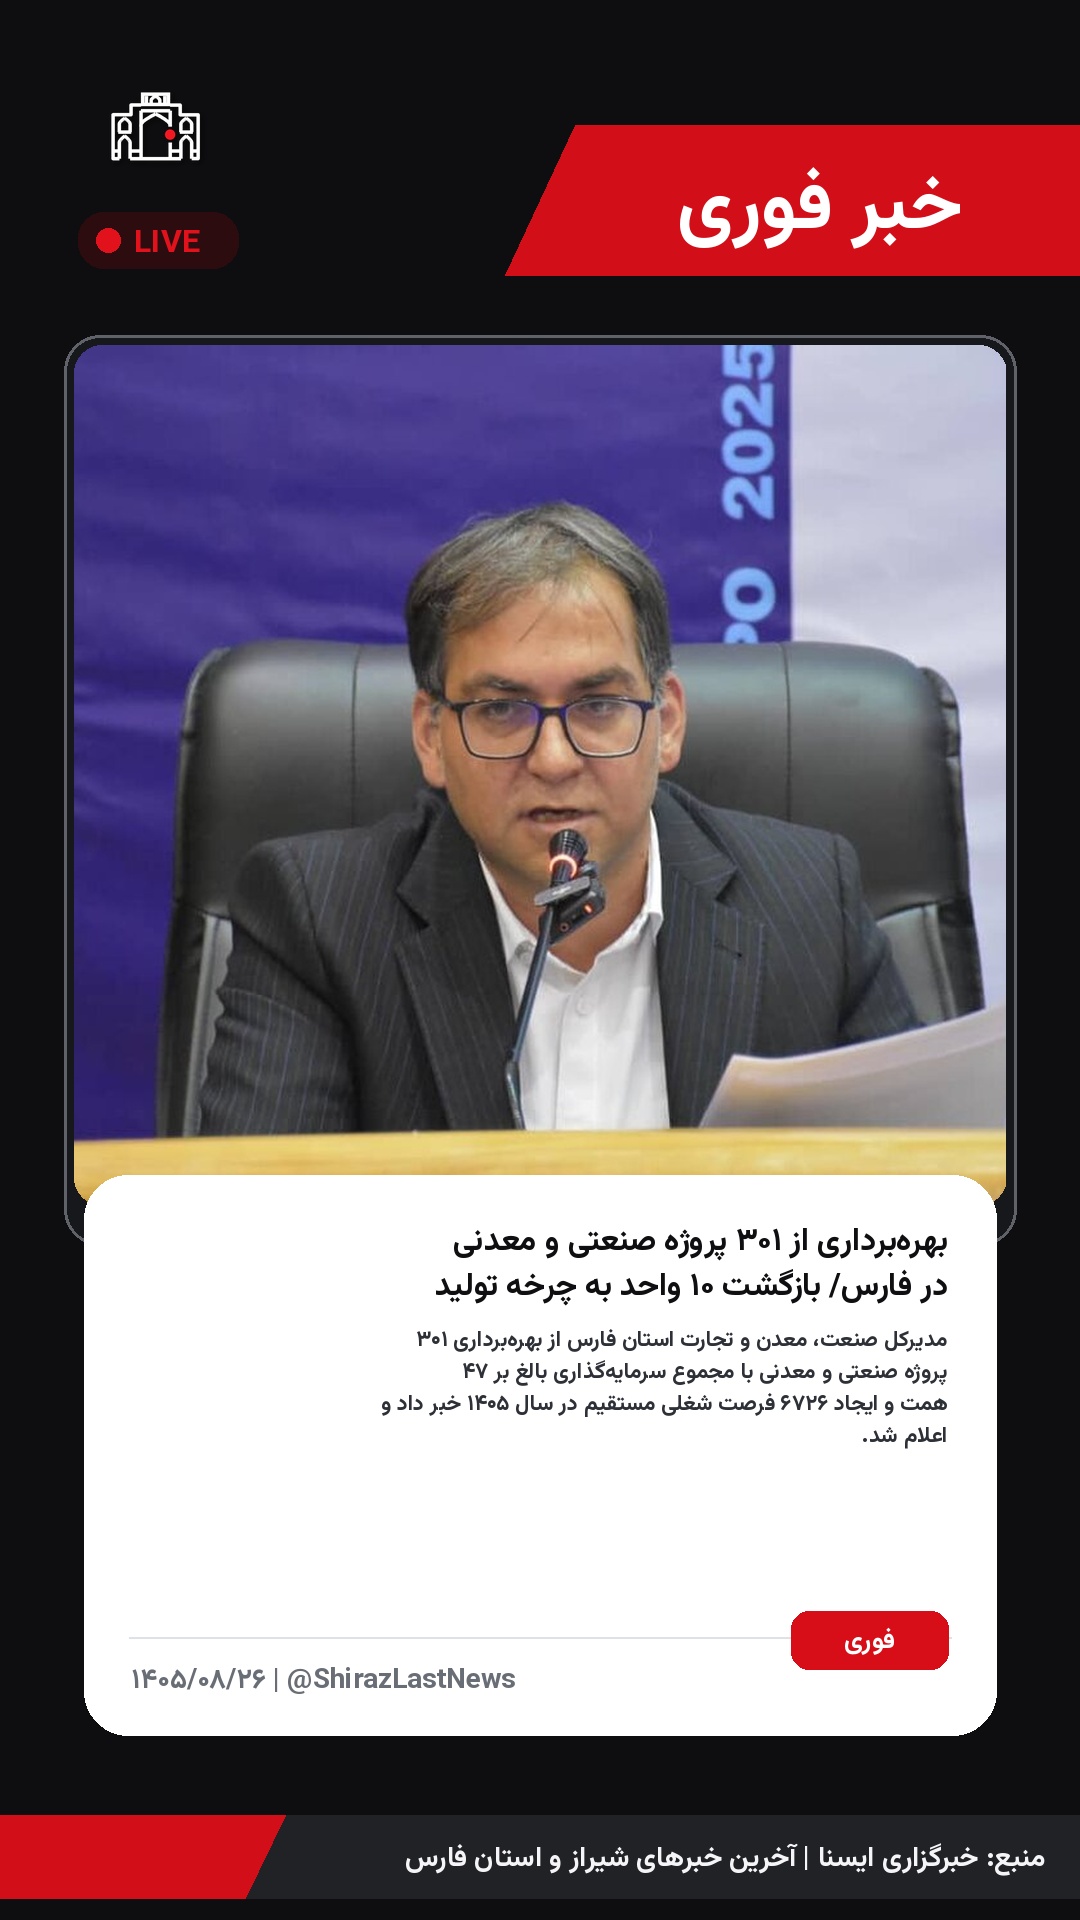 خبر فوری
LIVE
2025
PO
بهره‌برداری از ۳۰۱ پروژه صنعتی و معدنی
در فارس/ بازگشت ۱۰ واحد به چرخه تولید
مدیرکل صنعت، معدن و تجارت استان فارس از بهره‌برداری ۳۰۱
پروژه صنعتی و معدنی با مجموع سرمایه‌گذاری بالغ بر ۴۷
همت و ایجاد ۶۷۲۶ فرصت شغلی مستقیم در سال ۱۴۰۵ خبر داد و
اعلام شد.
فوری
۱۴۰۵/۰۸/۲۶ | @ShirazLastNews
منبع: خبرگزاری ایسنا | آخرین خبرهای شیراز و استان فارس